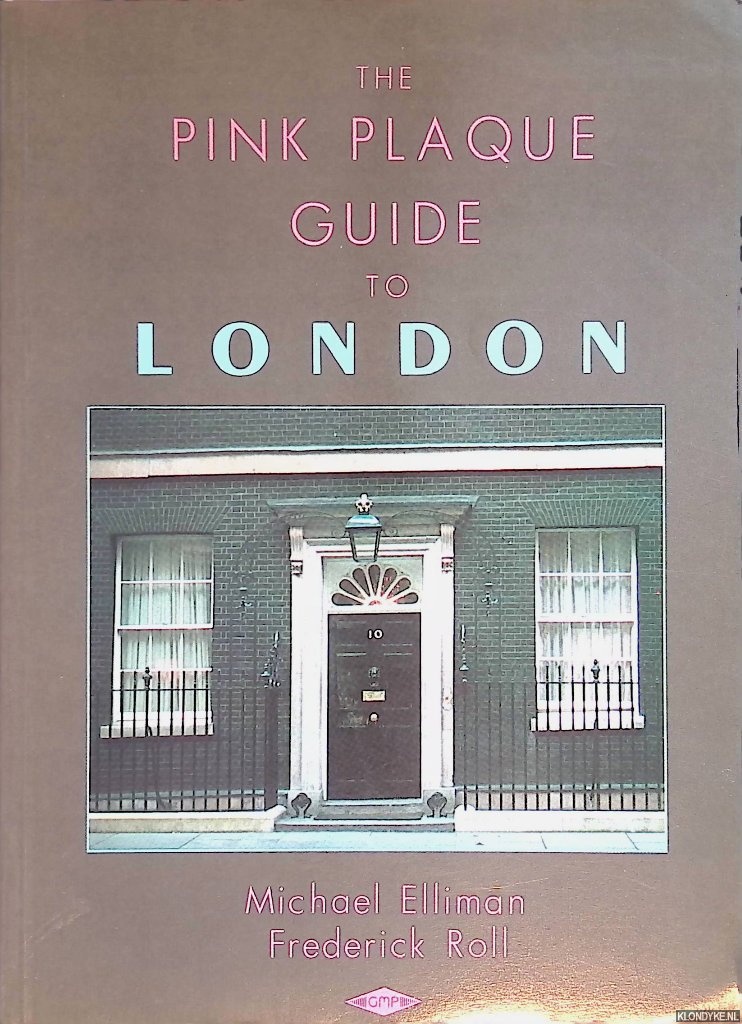 THE
PINK PLAQUE
GUIDE
TO
LONDON
10
Michael Elliman
Frederick Roll
GMP
KLONDYKE.NL